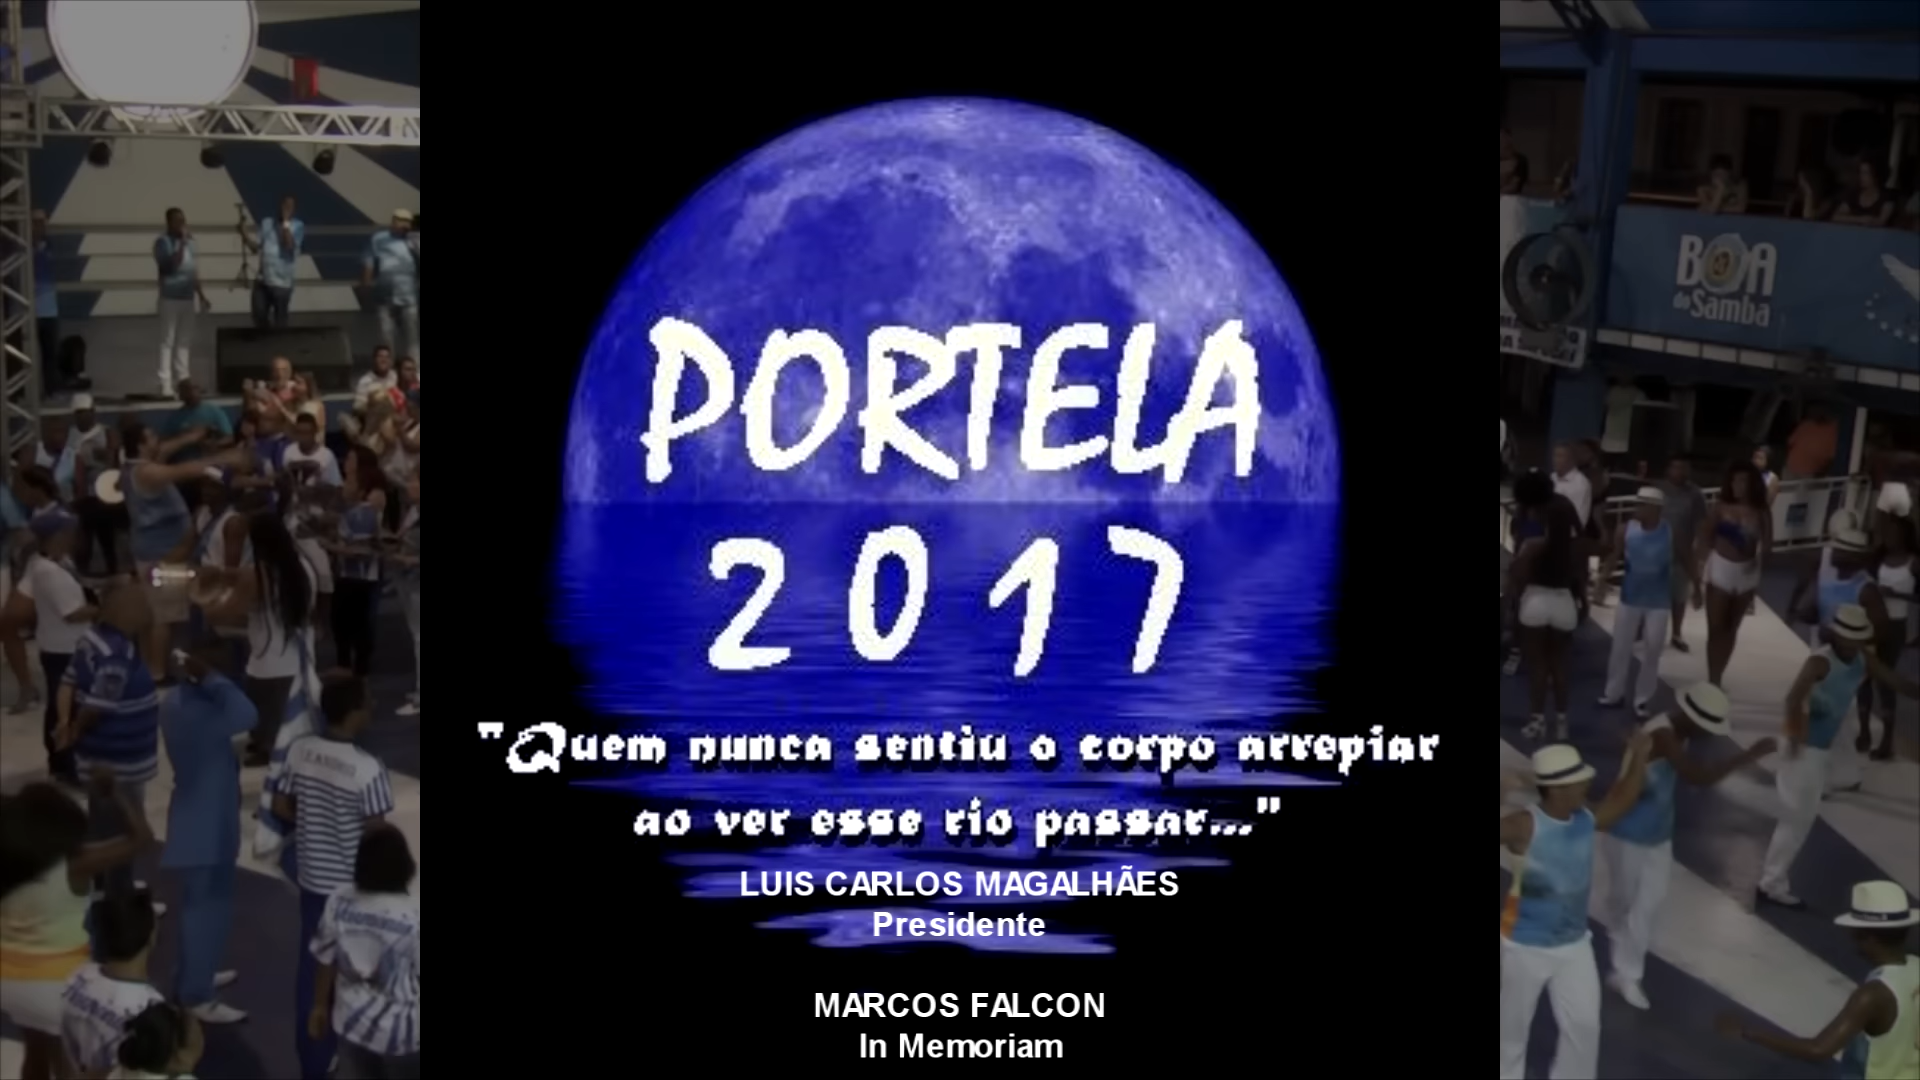 PORTELA
2017
"Quem nunca sentiu o corpo arrepiar
ao ver esse rio passar..."
LUIS CARLOS MAGALHÃES
Presidente
MARCOS FALCON
In Memoriam
BOA
do Samba